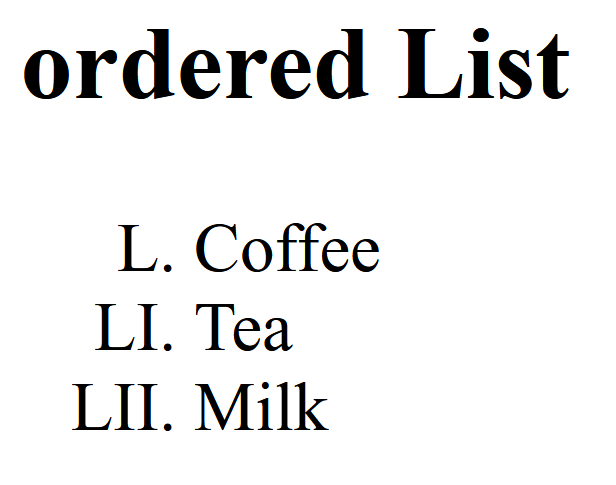 ordered List
L. Coffee
LI. Tea
LII. Milk